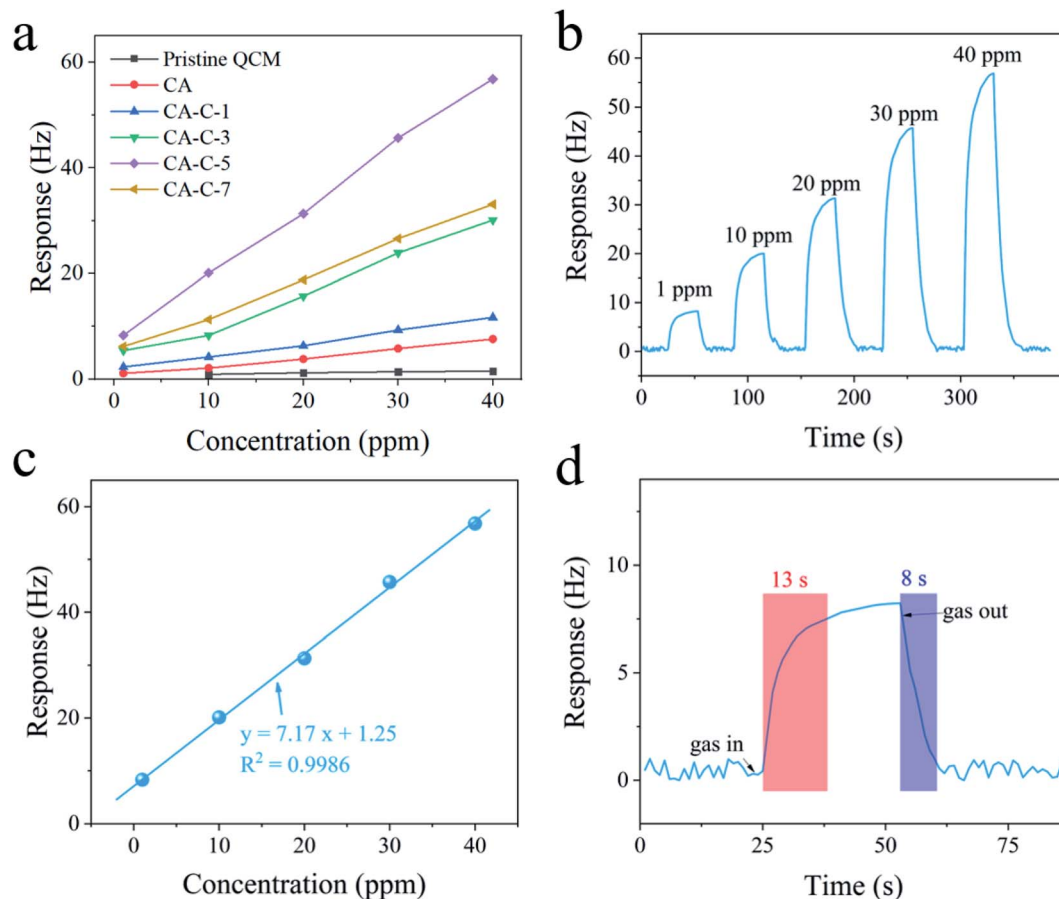 a
60
40
20
0
Response (Hz)
Pristine QCM
CA
CA-C-1
CA-C-3
CA-C-5
CA-C-7
0 10 20 30 40
Concentration (ppm)
b
60
50
40
30
20
10
0
Response (Hz)
1 ppm
10 ppm
20 ppm
30 ppm
40 ppm
0 100 200 300
Time (s)
c
60
40
20
0
Response (Hz)
y = 7.17 x + 1.25
R² = 0.9986
0 10 20 30 40
Concentration (ppm)
d
10
5
0
Response (Hz)
13 s
8 s
gas out
gas in
0 25 50 75
Time (s)